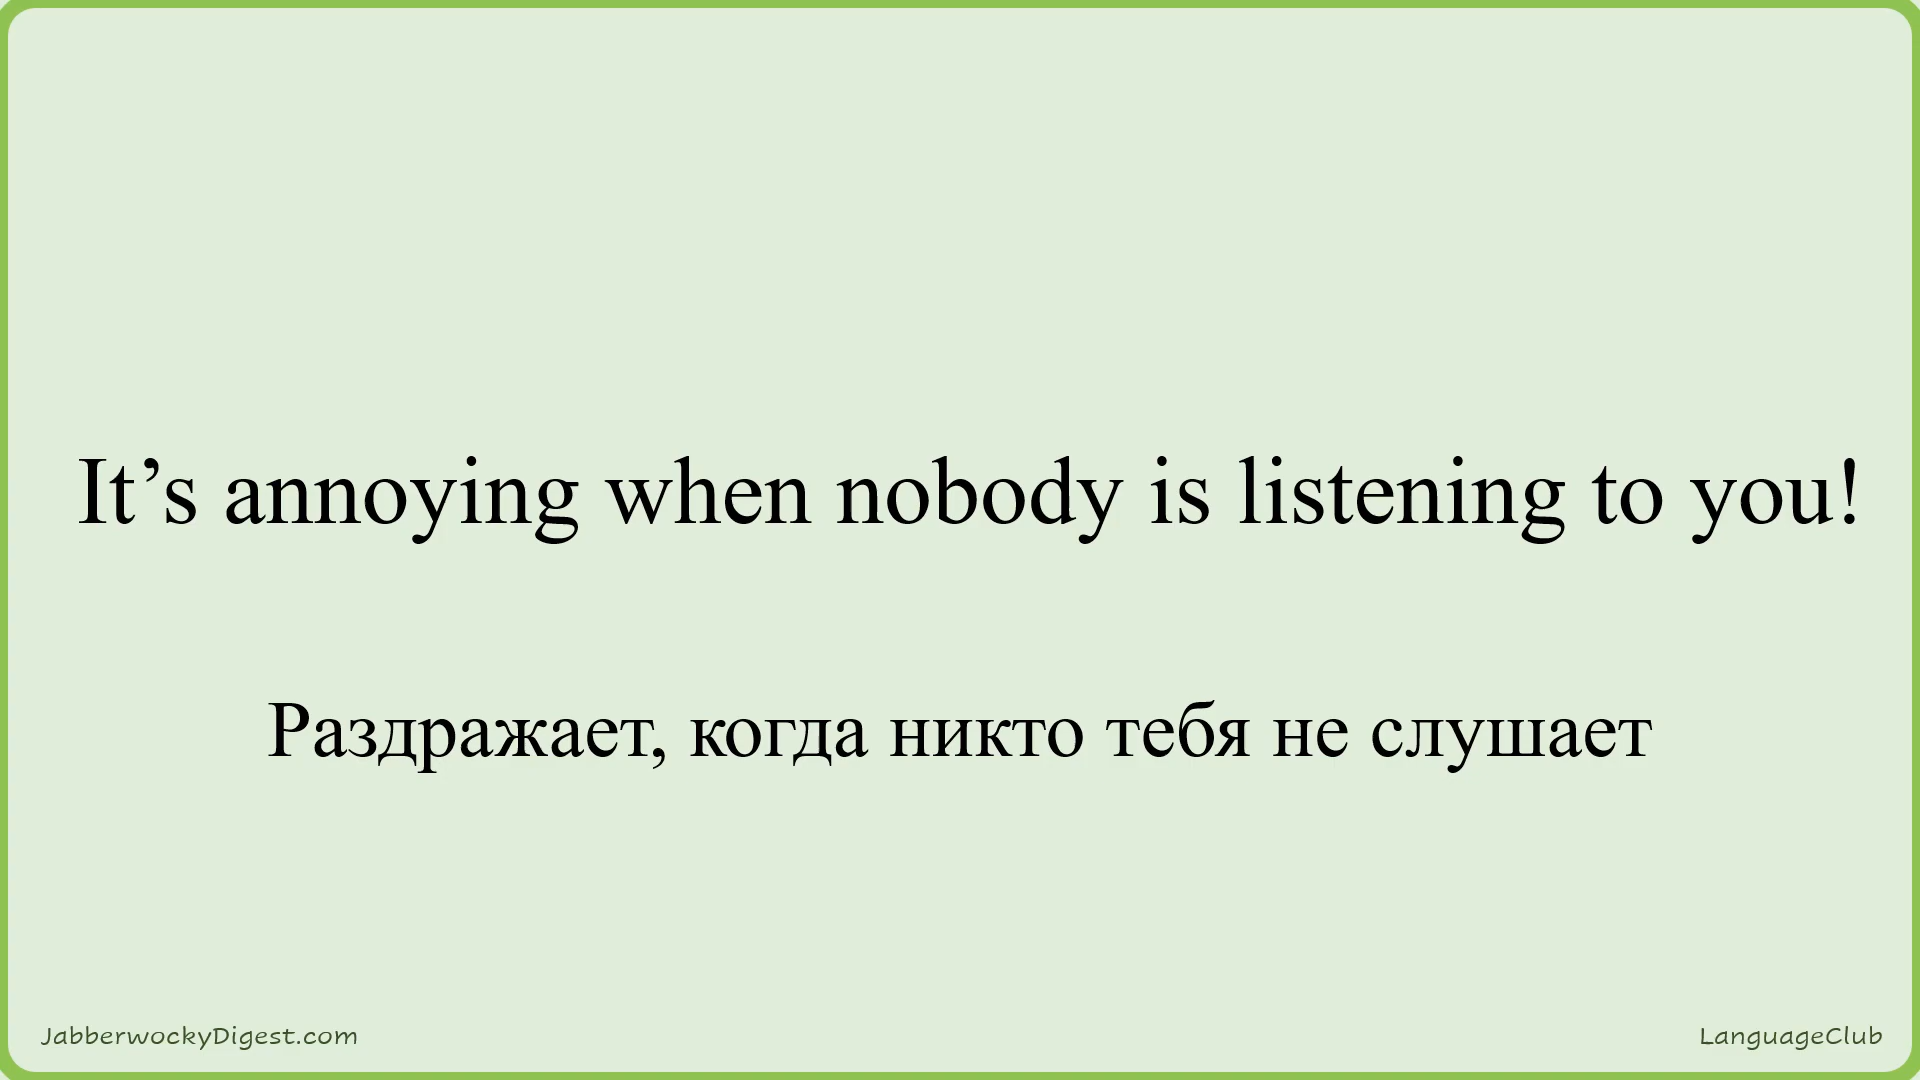 It’s annoying when nobody is listening to you!
Раздражает, когда никто тебя не слушает
JabberwockyDigest.com
LanguageClub